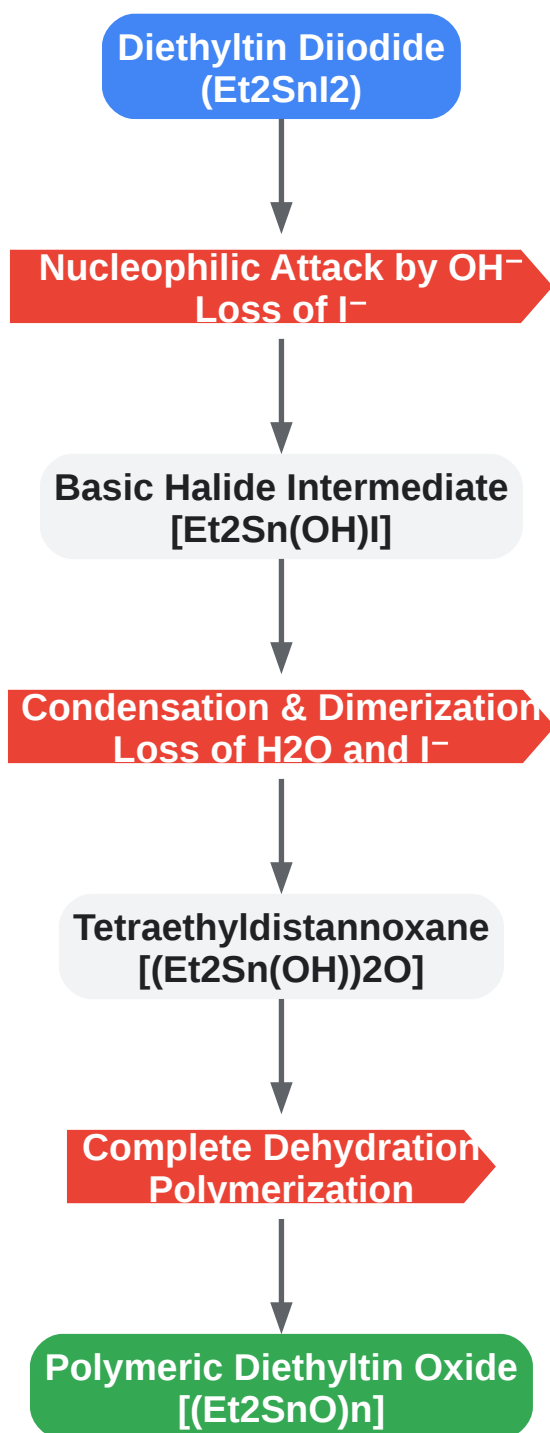 Diethyltin Diiodide
(Et2SnI2)
Nucleophilic Attack by OH⁻
Loss of I⁻
Basic Halide Intermediate
[Et2Sn(OH)I]
Condensation & Dimerization
Loss of H2O and I⁻
Tetraethyldistannoxane
[(Et2Sn(OH))2O]
Complete Dehydration
Polymerization
Polymeric Diethyltin Oxide
[(Et2SnO)n]